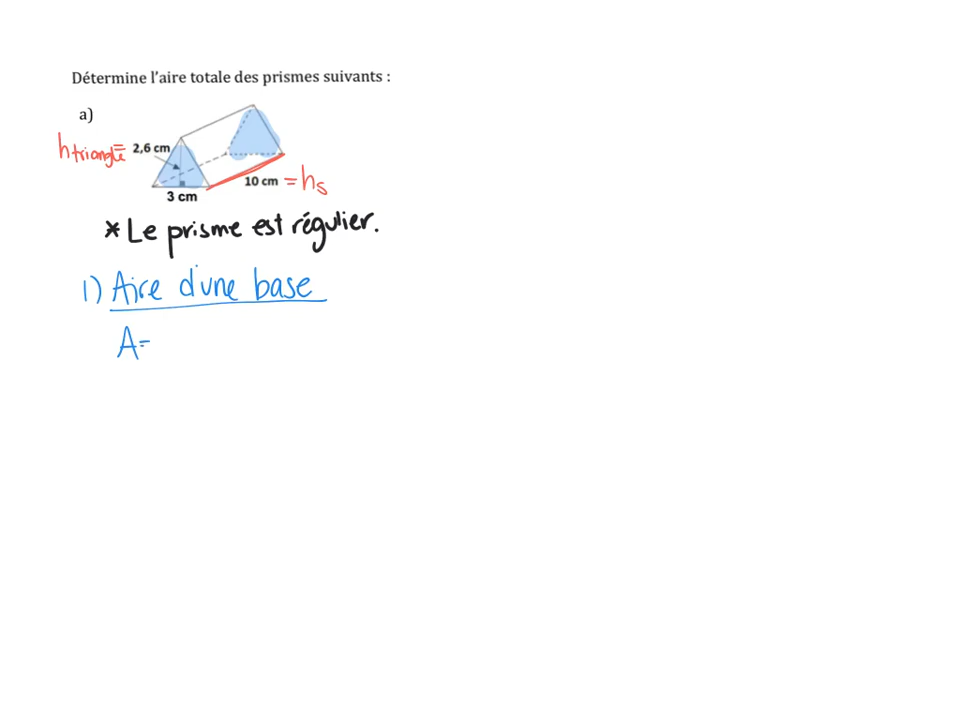 Détermine l'aire totale des prismes suivants :
a)
h triangle = 2,6 cm
10 cm = hs
3 cm
* Le prisme est régulier.
1) Aire d'une base
A=